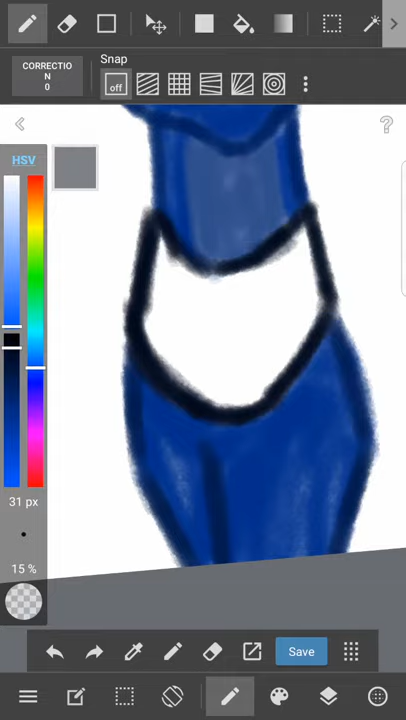 Snap
CORRECTIO
N
0
off
«
?
HSV
31 px
15 %
Save